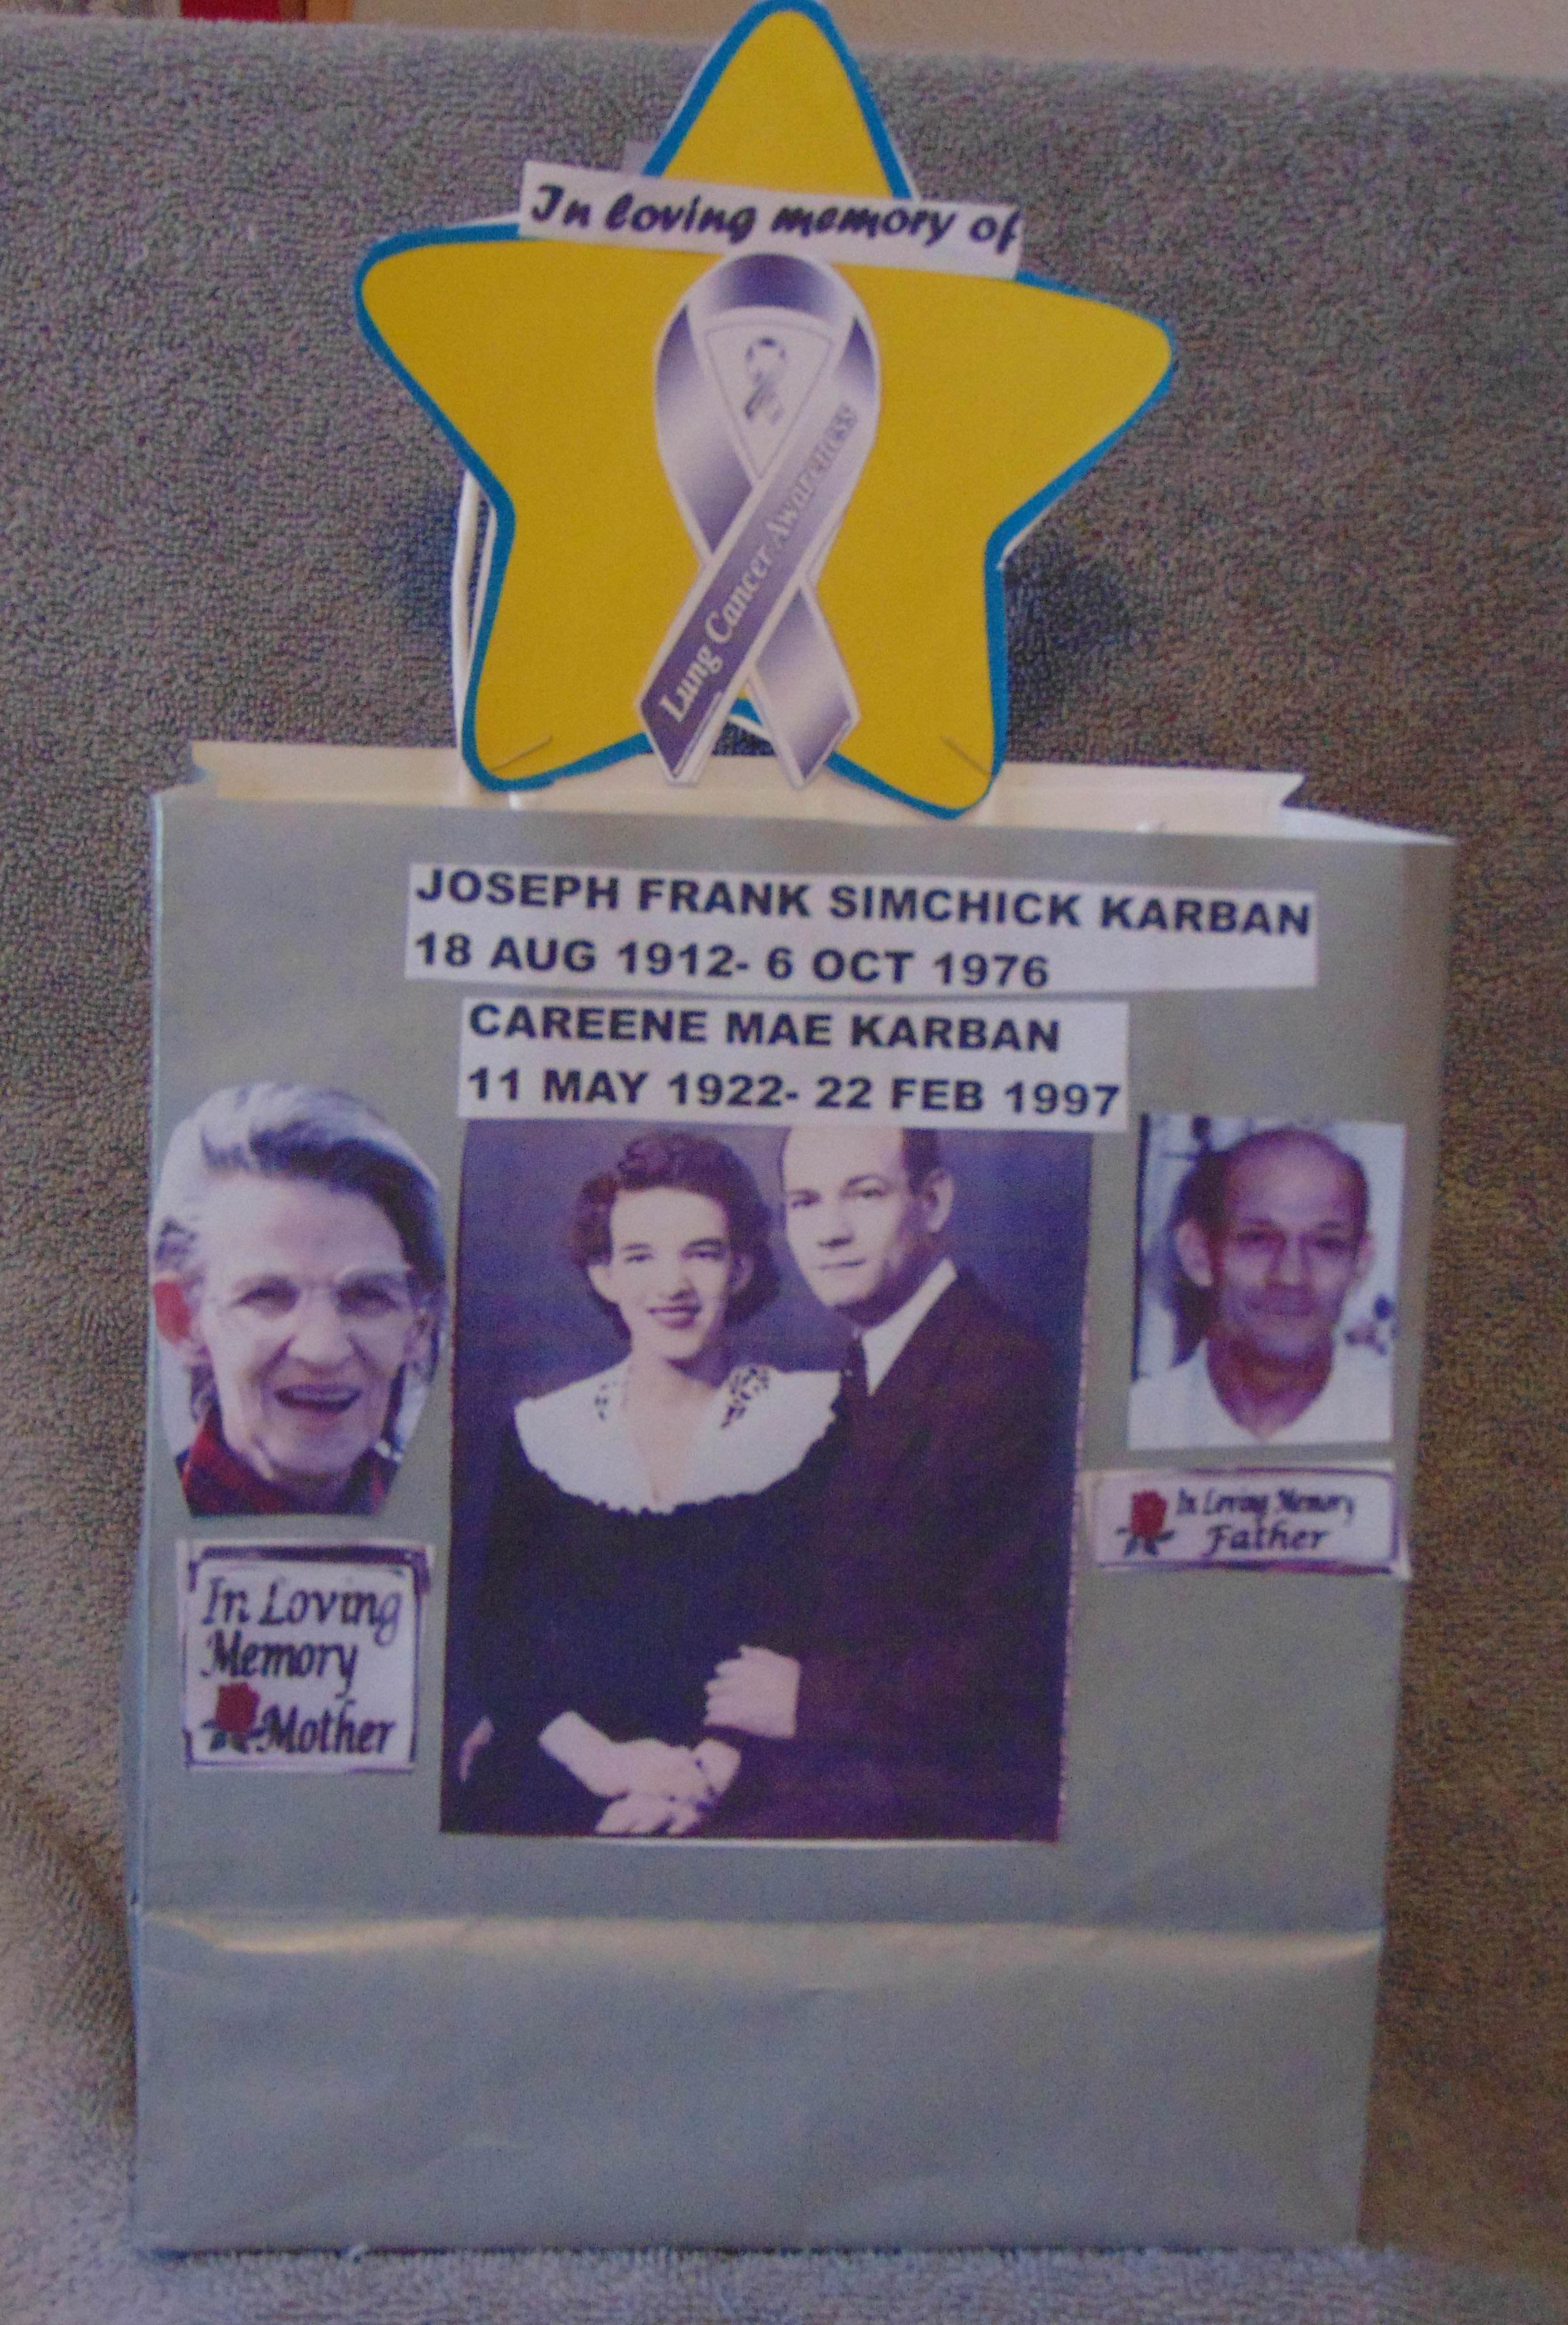 In loving memory of
Lung Cancer Awareness
JOSEPH FRANK SIMCHICK KARBAN
18 AUG 1912- 6 OCT 1976
CAREENE MAE KARBAN
11 MAY 1922- 22 FEB 1997
In Loving Memory
Father
In Loving
Memory
Mother